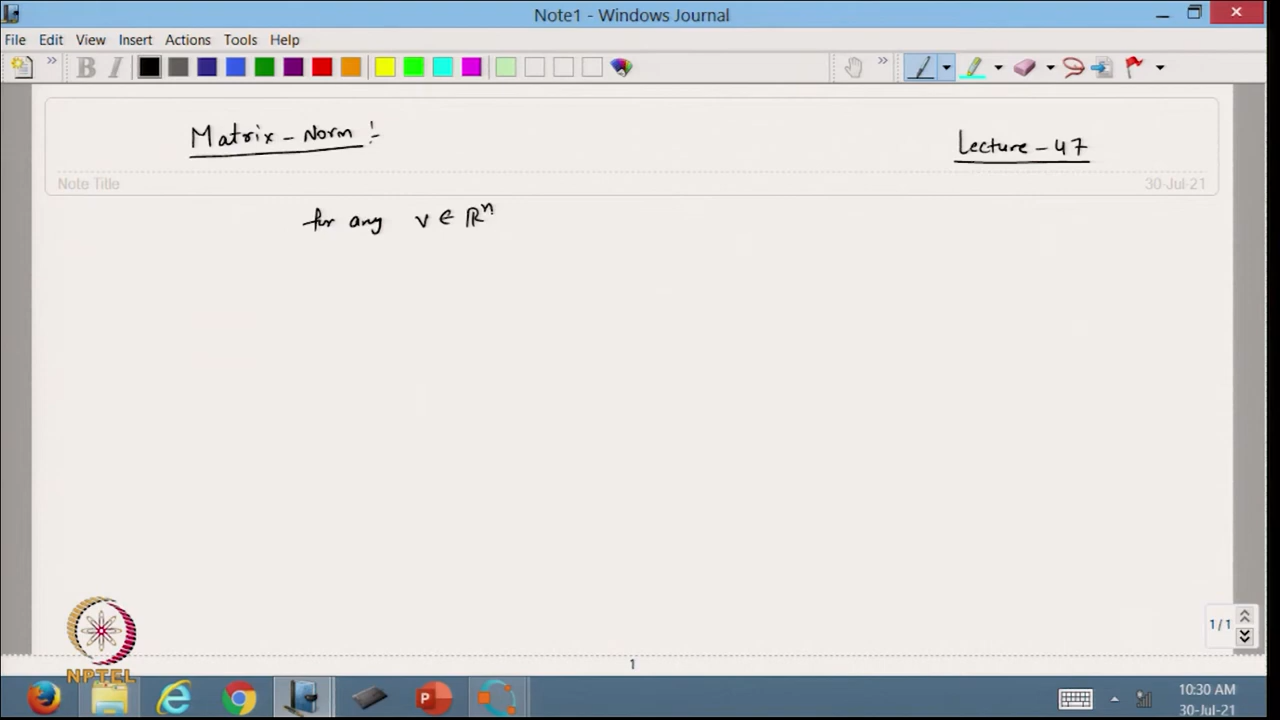 Note1 - Windows Journal
File Edit View Insert Actions Tools Help
B I
Matrix - Norm :-
Lecture - 47
Note Title
30-Jul-21
for any v ∈ ℝⁿ
1 / 1
NPTEL
1
10:30 AM
30-Jul-21